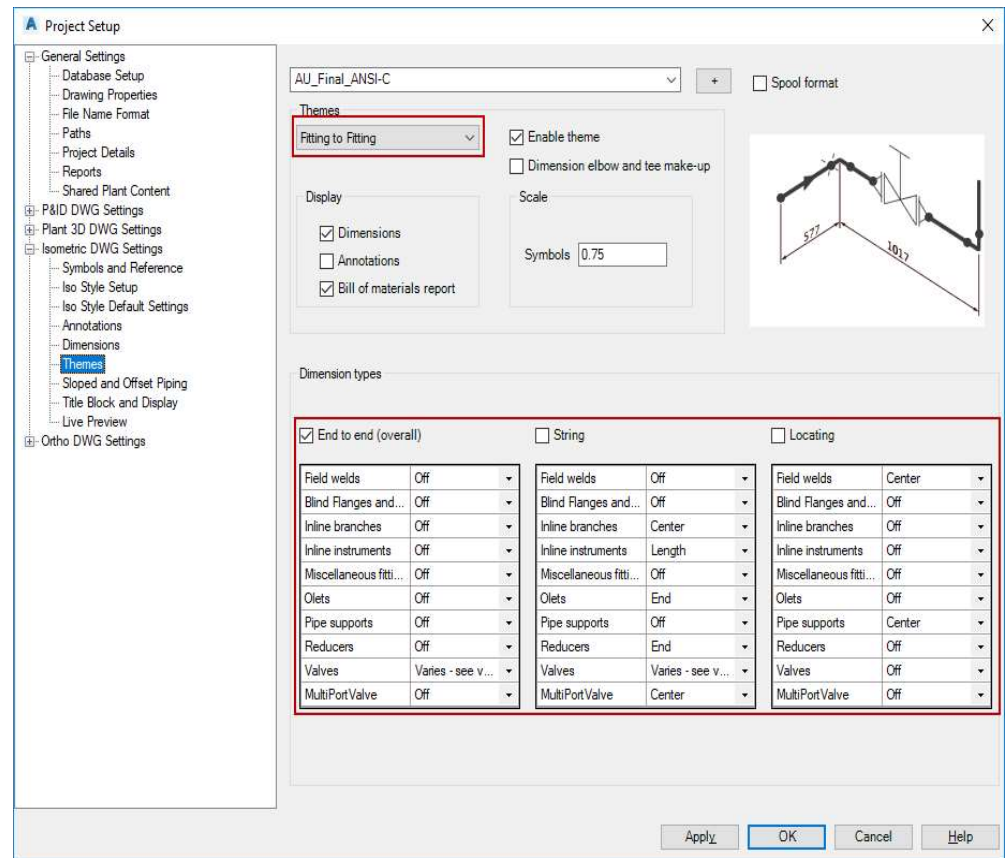 Project Setup
General Settings
Database Setup
Drawing Properties
File Name Format
Paths
Project Details
Reports
Shared Plant Content
P&ID DWG Settings
Plant 3D DWG Settings
Isometric DWG Settings
Symbols and Reference
Iso Style Setup
Iso Style Default Settings
Annotations
Dimensions
Themes
Sloped and Offset Piping
Title Block and Display
Live Preview
Ortho DWG Settings
AU_Final_ANSI-C
+
Spool format
Themes
Fitting to Fitting
Enable theme
Dimension elbow and tee make-up
Display
Dimensions
Annotations
Bill of materials report
Scale
Symbols 0.75
577
1017
Dimension types
End to end (overall)
Field welds Off
Blind Flanges and... Off
Inline branches Off
Inline instruments Off
Miscellaneous fitti... Off
Olets Off
Pipe supports Off
Reducers Off
Valves Varies - see v...
MultiPortValve Off
String
Field welds Off
Blind Flanges and... Off
Inline branches Center
Inline instruments Length
Miscellaneous fitti... Off
Olets End
Pipe supports Off
Reducers End
Valves Varies - see v...
MultiPortValve Center
Locating
Field welds Center
Blind Flanges and... Off
Inline branches Off
Inline instruments Off
Miscellaneous fitti... Off
Olets Off
Pipe supports Center
Reducers Off
Valves Off
MultiPortValve Off
Apply
OK
Cancel
Help